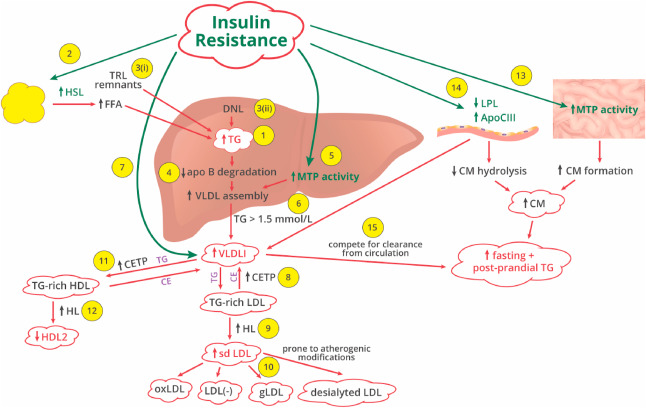 Insulin
Resistance
2
3(i)
TRL
remnants
↑HSL
↑FFA
DNL
3(ii)
↑TG
1
4
↓apo B degradation
5
↑MTP activity
↑ VLDL assembly
6
TG > 1.5 mmol/L
7
14
↓ LPL
↑ ApoCIII
13
↑MTP activity
↓ CM hydrolysis
↑ CM formation
↑CM
15
compete for clearance
from circulation
↑ fasting +
post-prandial TG
↑VLDLI
11
↑CETP
TG
CE
TG-rich HDL
↑HL
12
↓HDL2
TG
CE
↑CETP
8
TG-rich LDL
↑HL
9
↑sd LDL
prone to atherogenic
modifications
10
oxLDL
LDL(-)
gLDL
desialyted LDL